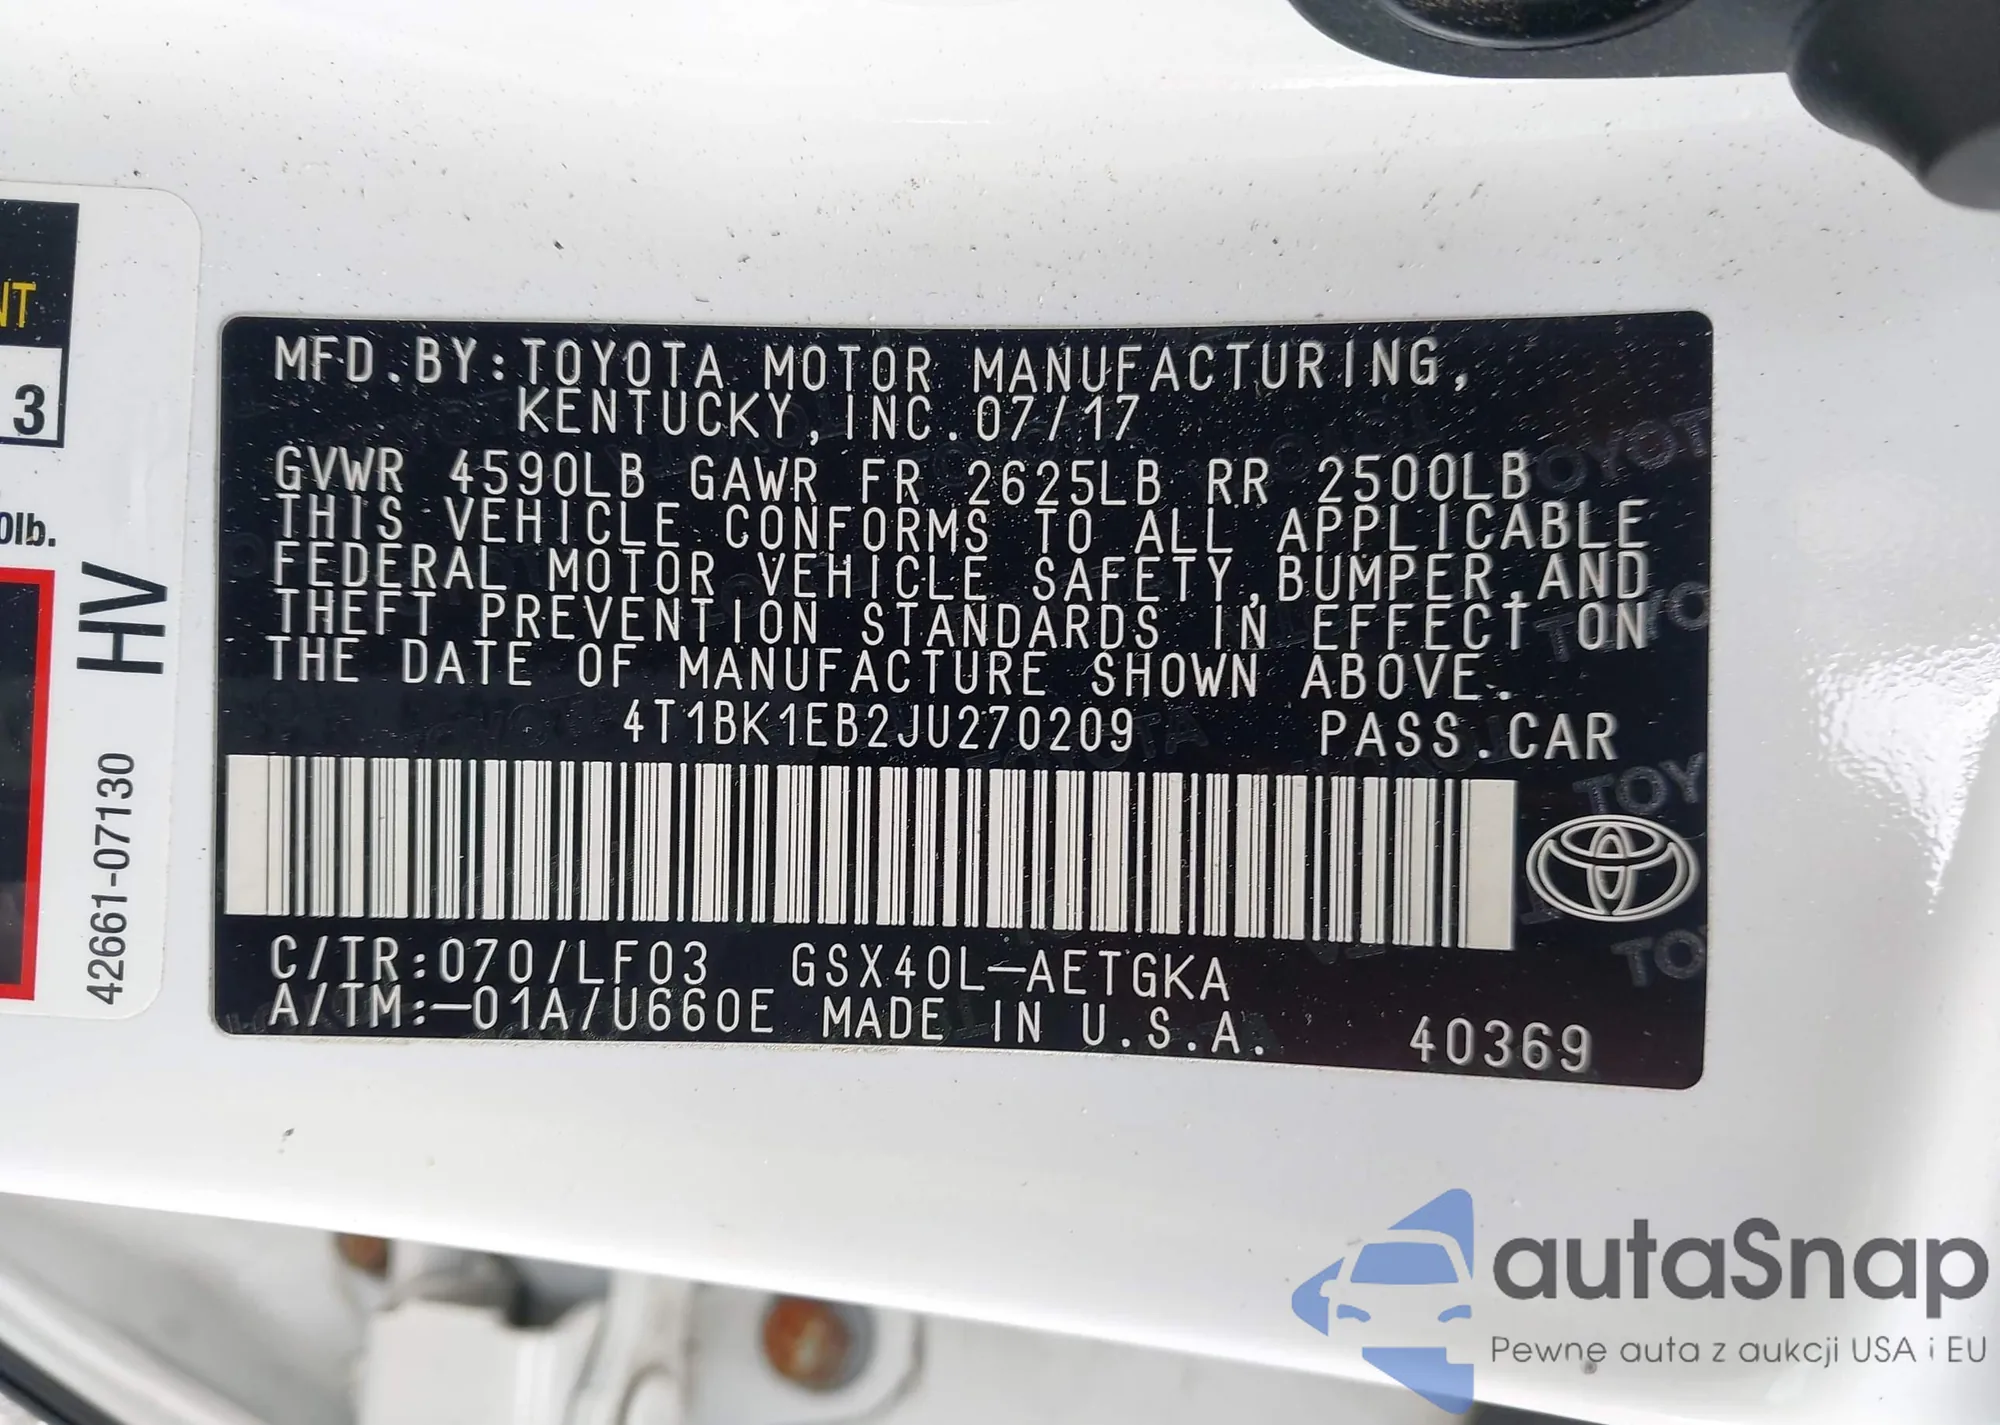 NT
3
0lb.
HV
42661-07130
MFD.BY:TOYOTA MOTOR MANUFACTURING,
KENTUCKY,INC.07/17
GVWR 4590LB GAWR FR 2625LB RR 2500LB
THIS VEHICLE CONFORMS TO ALL APPLICABLE
FEDERAL MOTOR VEHICLE SAFETY,BUMPER,AND
THEFT PREVENTION STANDARDS IN EFFECT ON
THE DATE OF MANUFACTURE SHOWN ABOVE.
4T1BK1EB2JU270209 PASS.CAR
C/TR:070/LF03 GSX40L-AETGKA
A/TM:-01A/U660E MADE IN U.S.A. 40369
autaSnap
Pewne auta z aukcji USA i EU